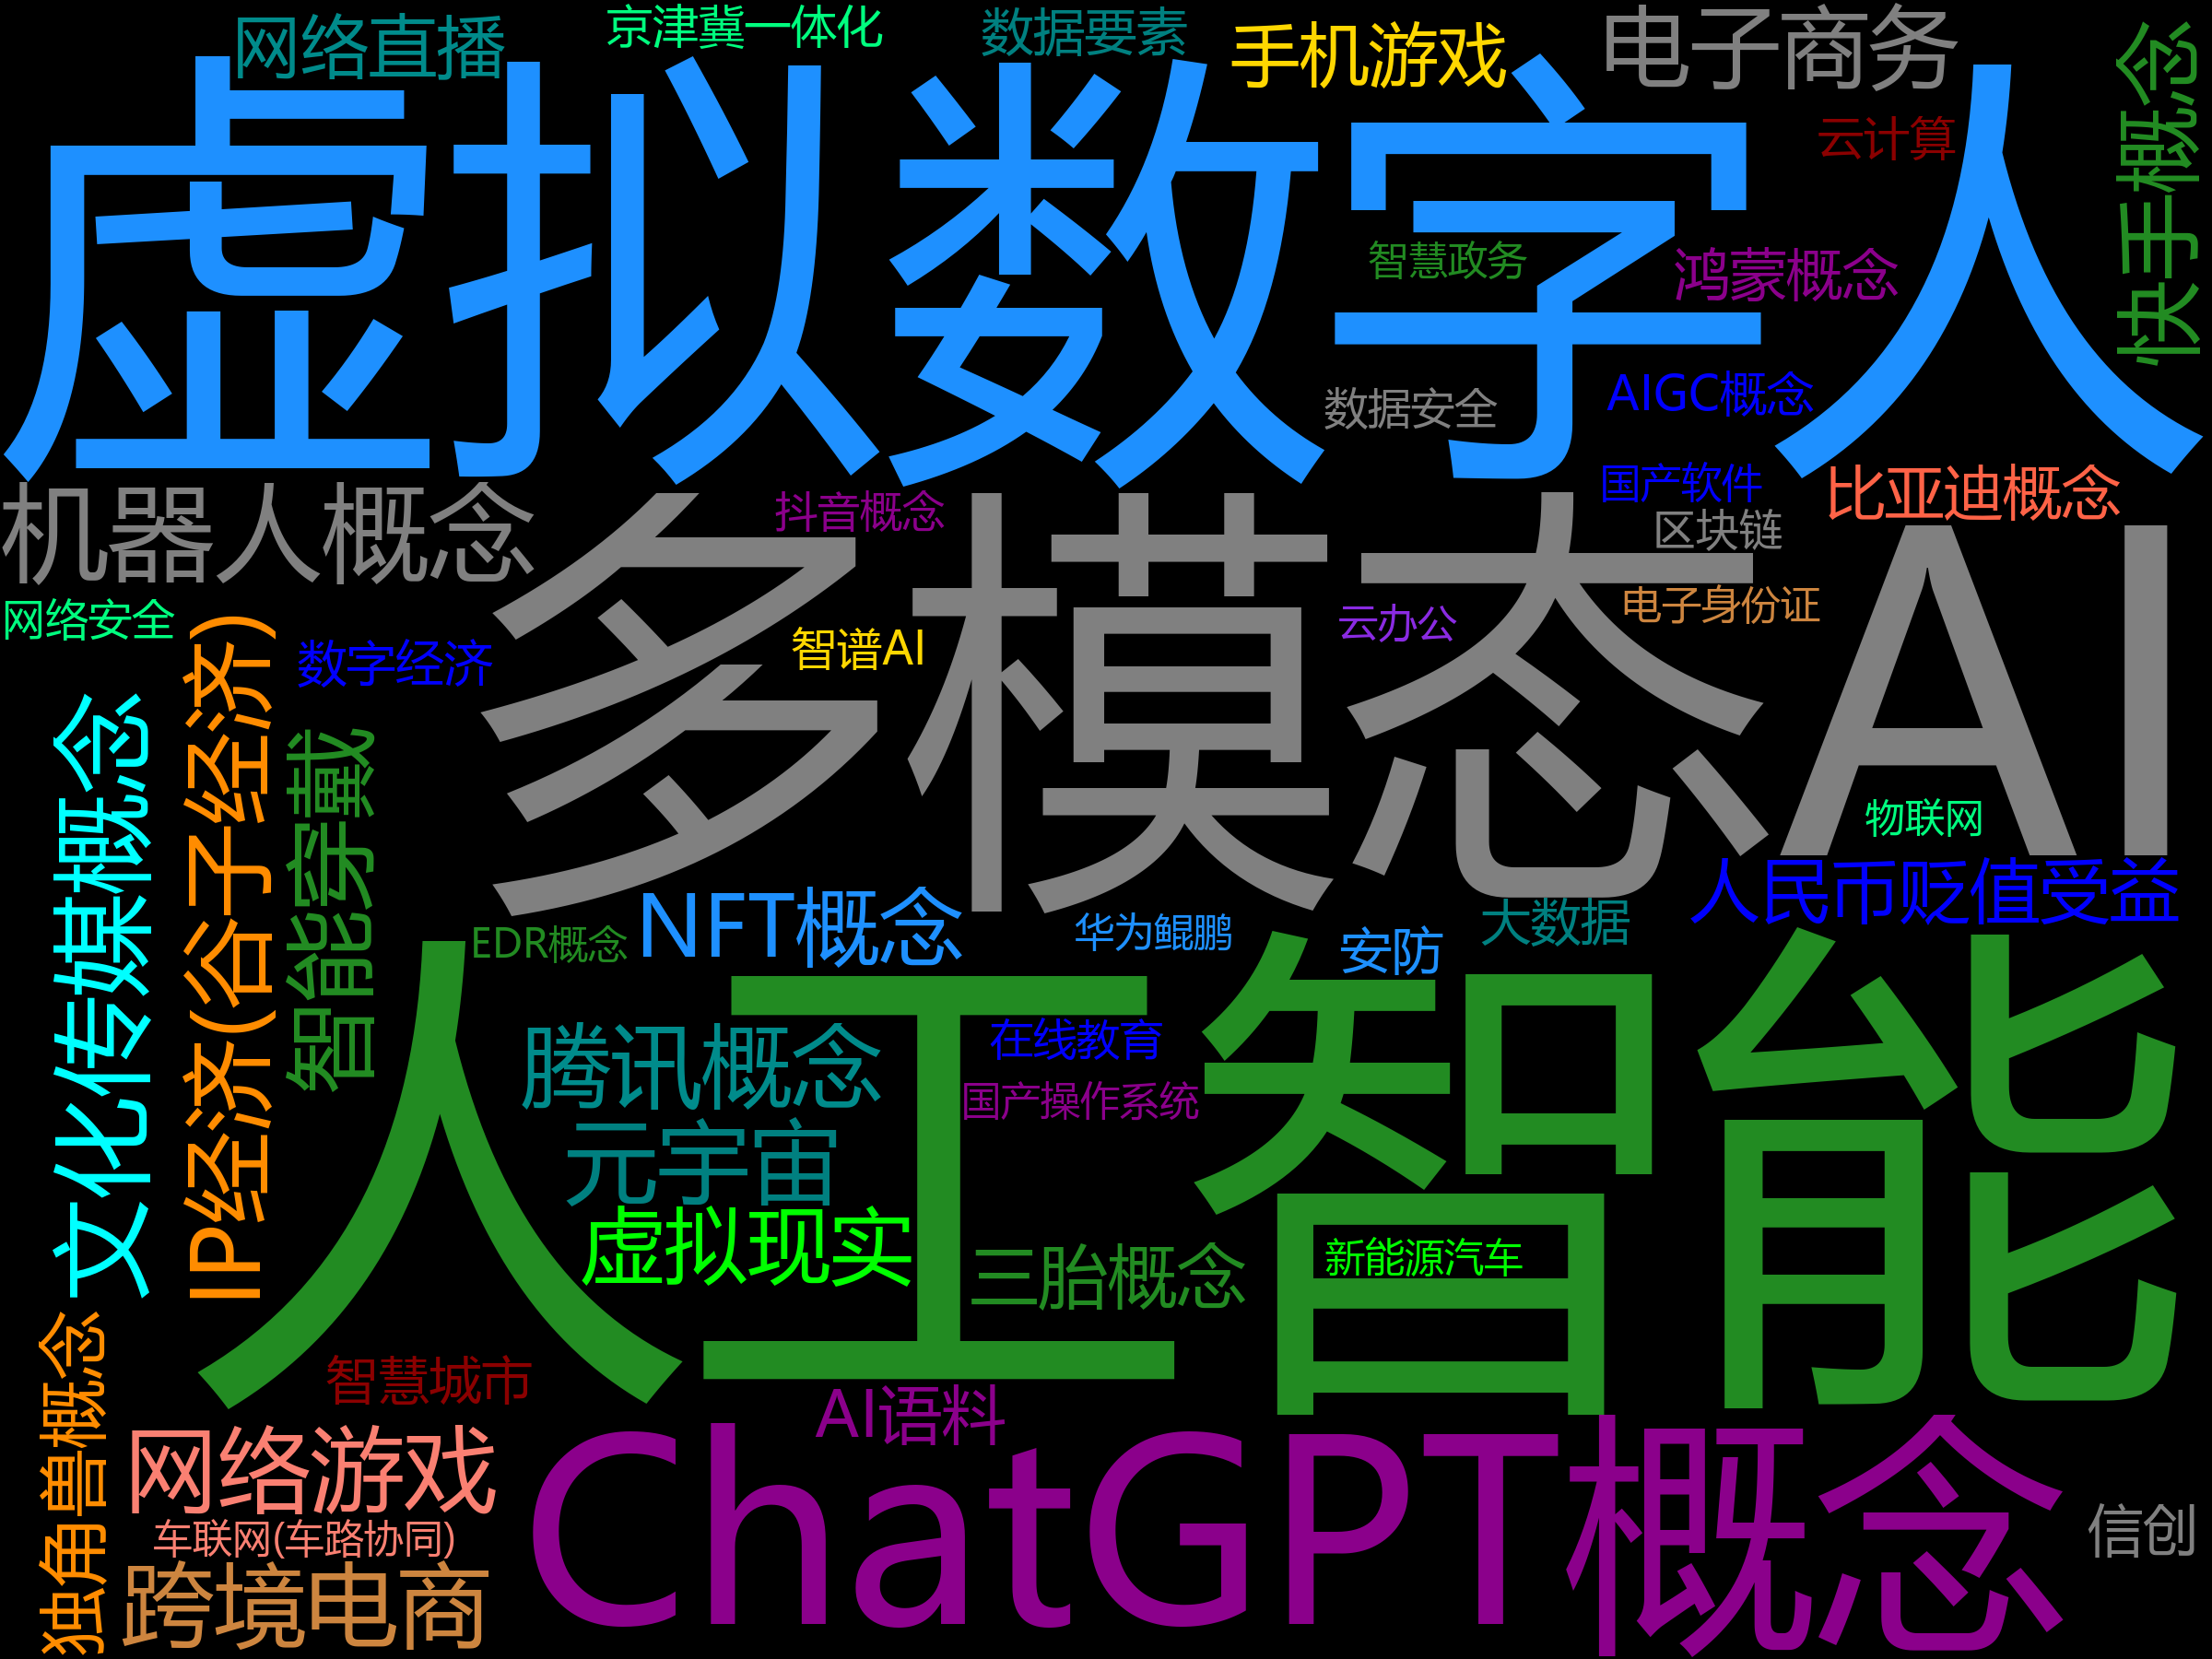 网络直播
京津冀一体化
数据要素
手机游戏
电子商务
虚拟数字人
云计算
快手概念
智慧政务
鸿蒙概念
数据安全
AIGC概念
机器人概念
抖音概念
国产软件
比亚迪概念
区块链
多模态AI
网络安全
数字经济
智谱AI
云办公
电子身份证
文化传媒概念
IP经济(谷子经济)
智能穿戴
物联网
人民币贬值受益
EDR概念
NFT概念
华为鲲鹏
安防
大数据
人工智能
腾讯概念
在线教育
国产操作系统
元宇宙
虚拟现实
三胎概念
新能源汽车
独角兽概念
智慧城市
AI语料
网络游戏
ChatGPT概念
车联网(车路协同)
信创
跨境电商